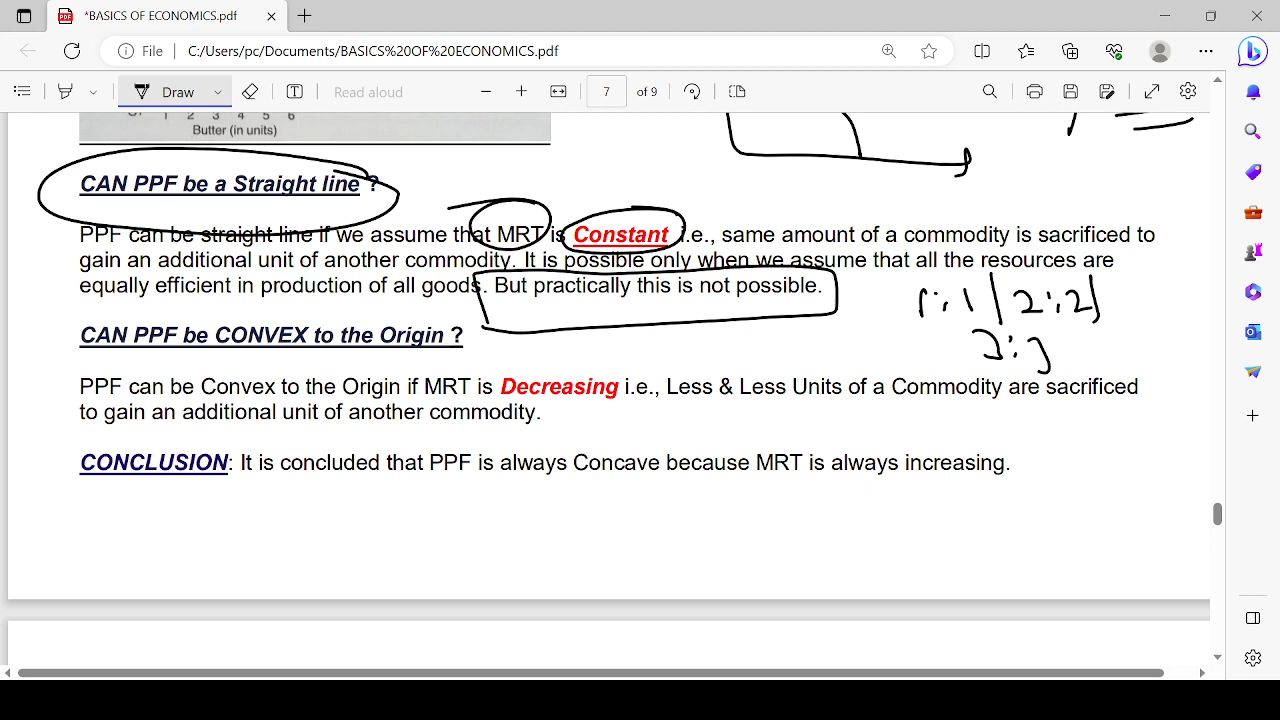 *BASICS OF ECONOMICS.pdf
File | C:/Users/pc/Documents/BASICS%20OF%20ECONOMICS.pdf
Draw
Read aloud
7 of 9
1 2 3 4 5 6
Butter (in units)
CAN PPF be a Straight line ?
PPF can be straight line if we assume that MRT is Constant i.e., same amount of a commodity is sacrificed to
gain an additional unit of another commodity. It is possible only when we assume that all the resources are
equally efficient in production of all goods. But practically this is not possible.
1:1 | 2:2 |
3:3
CAN PPF be CONVEX to the Origin ?
PPF can be Convex to the Origin if MRT is Decreasing i.e., Less & Less Units of a Commodity are sacrificed
to gain an additional unit of another commodity.
CONCLUSION: It is concluded that PPF is always Concave because MRT is always increasing.